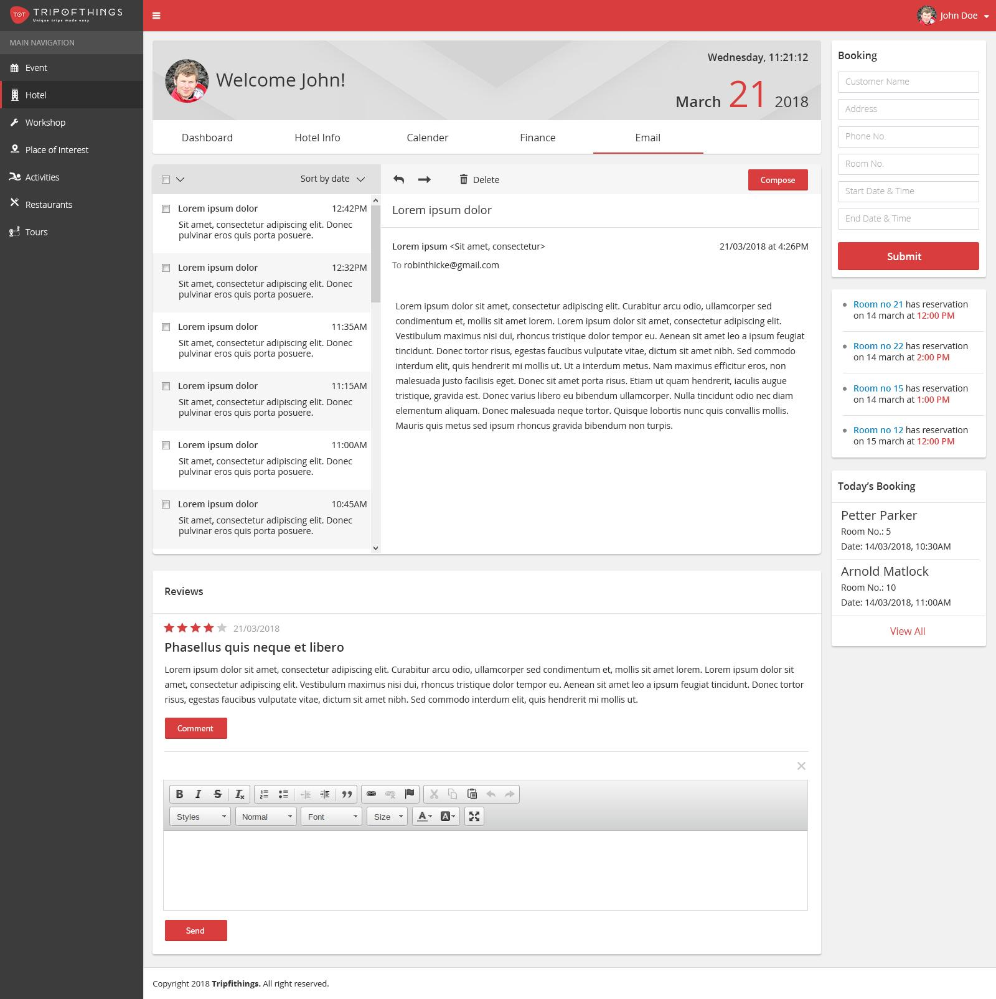 TOT TRIPOFTHINGS
Unique trips made easy
John Doe
MAIN NAVIGATION
Event
Hotel
Workshop
Place of Interest
Activities
Restaurants
Tours
Welcome John!
Wednesday, 11:21:12
March 21 2018
Dashboard Hotel Info Calender Finance Email
Sort by date
Lorem ipsum dolor 12:42PM
Sit amet, consectetur adipiscing elit. Donec
pulvinar eros quis porta posuere.
Lorem ipsum dolor 12:32PM
Sit amet, consectetur adipiscing elit. Donec
pulvinar eros quis porta posuere.
Lorem ipsum dolor 11:35AM
Sit amet, consectetur adipiscing elit. Donec
pulvinar eros quis porta posuere.
Lorem ipsum dolor 11:15AM
Sit amet, consectetur adipiscing elit. Donec
pulvinar eros quis porta posuere.
Lorem ipsum dolor 11:00AM
Sit amet, consectetur adipiscing elit. Donec
pulvinar eros quis porta posuere.
Lorem ipsum dolor 10:45AM
Sit amet, consectetur adipiscing elit. Donec
pulvinar eros quis porta posuere.
Delete Compose
Lorem ipsum dolor
Lorem ipsum <Sit amet, consectetur> 21/03/2018 at 4:26PM
To robinthicke@gmail.com
Lorem ipsum dolor sit amet, consectetur adipiscing elit. Curabitur arcu odio, ullamcorper sed
condimentum et, mollis sit amet lorem. Lorem ipsum dolor sit amet, consectetur adipiscing elit.
Vestibulum maximus nisi dui, rhoncus tristique dolor tempor eu. Aenean sit amet leo a ipsum feugiat
tincidunt. Donec tortor risus, egestas faucibus vulputate vitae, dictum sit amet nibh. Sed commodo
interdum elit, quis hendrerit mi mollis ut. Ut a interdum metus. Nam maximus efficitur eros, non
malesuada justo facilisis eget. Donec sit amet porta risus. Etiam ut quam hendrerit, iaculis augue
tristique, gravida est. Donec varius libero eu bibendum ullamcorper. Nulla tincidunt odio nec diam
elementum aliquam. Donec malesuada neque tortor. Quisque lobortis nunc quis convallis mollis.
Mauris quis metus sed ipsum rhoncus gravida bibendum non turpis.
Reviews
21/03/2018
Phasellus quis neque et libero
Lorem ipsum dolor sit amet, consectetur adipiscing elit. Curabitur arcu odio, ullamcorper sed condimentum et, mollis sit amet lorem. Lorem ipsum dolor sit
amet, consectetur adipiscing elit. Vestibulum maximus nisi dui, rhoncus tristique dolor tempor eu. Aenean sit amet leo a ipsum feugiat tincidunt. Donec tortor
risus, egestas faucibus vulputate vitae, dictum sit amet nibh. Sed commodo interdum elit, quis hendrerit mi mollis ut.
Comment
B I S Ix
Styles Normal Font Size A A
Send
Booking
Customer Name
Address
Phone No.
Room No.
Start Date & Time
End Date & Time
Submit
Room no 21 has reservation
on 14 march at 12:00 PM
Room no 22 has reservation
on 14 march at 2:00 PM
Room no 15 has reservation
on 14 march at 1:00 PM
Room no 12 has reservation
on 15 march at 12:00 PM
Today’s Booking
Petter Parker
Room No.: 5
Date: 14/03/2018, 10:30AM
Arnold Matlock
Room No.: 10
Date: 14/03/2018, 11:00AM
View All
Copyright 2018 Tripfithings. All right reserved.